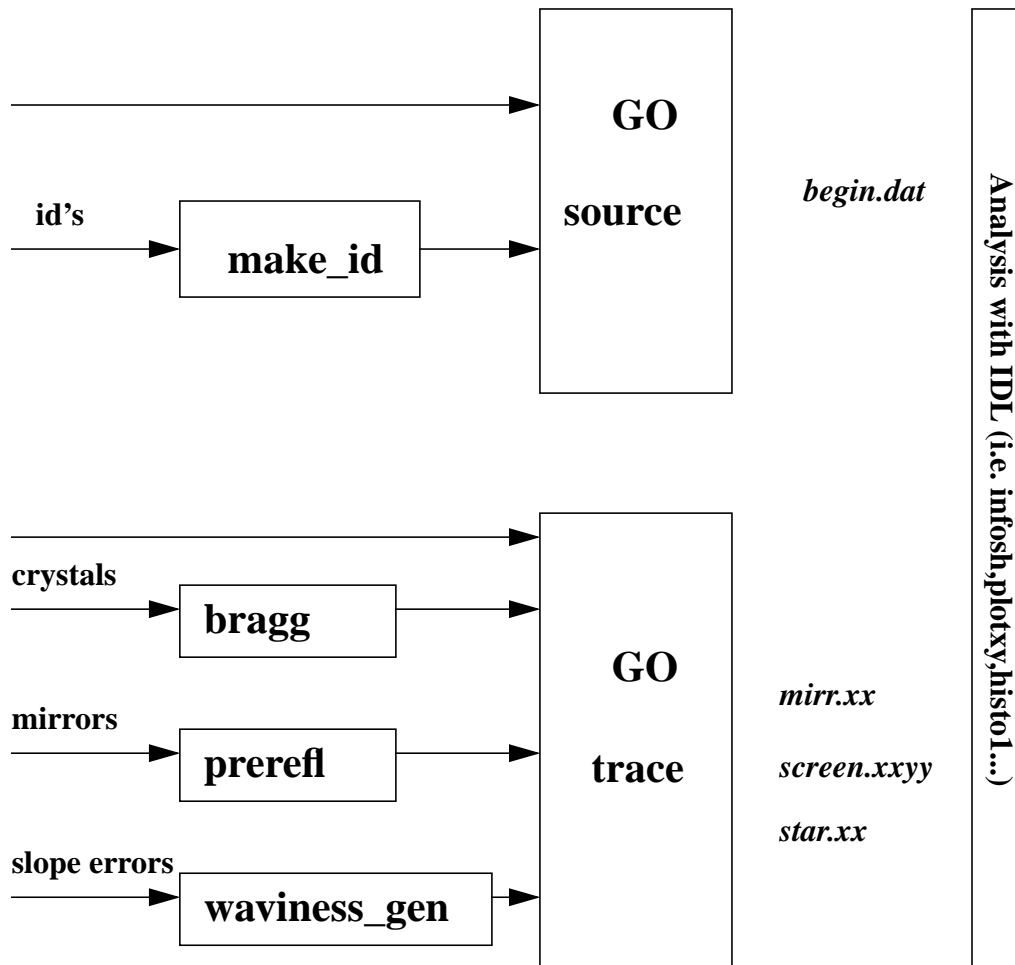 GO
source
id's
make_id
begin.dat
Analysis with IDL (i.e. infosh,plotxy,histo1...)
crystals
bragg
mirrors
prerefl
slope errors
waviness_gen
GO
trace
mirr.xx
screen.xxyy
star.xx